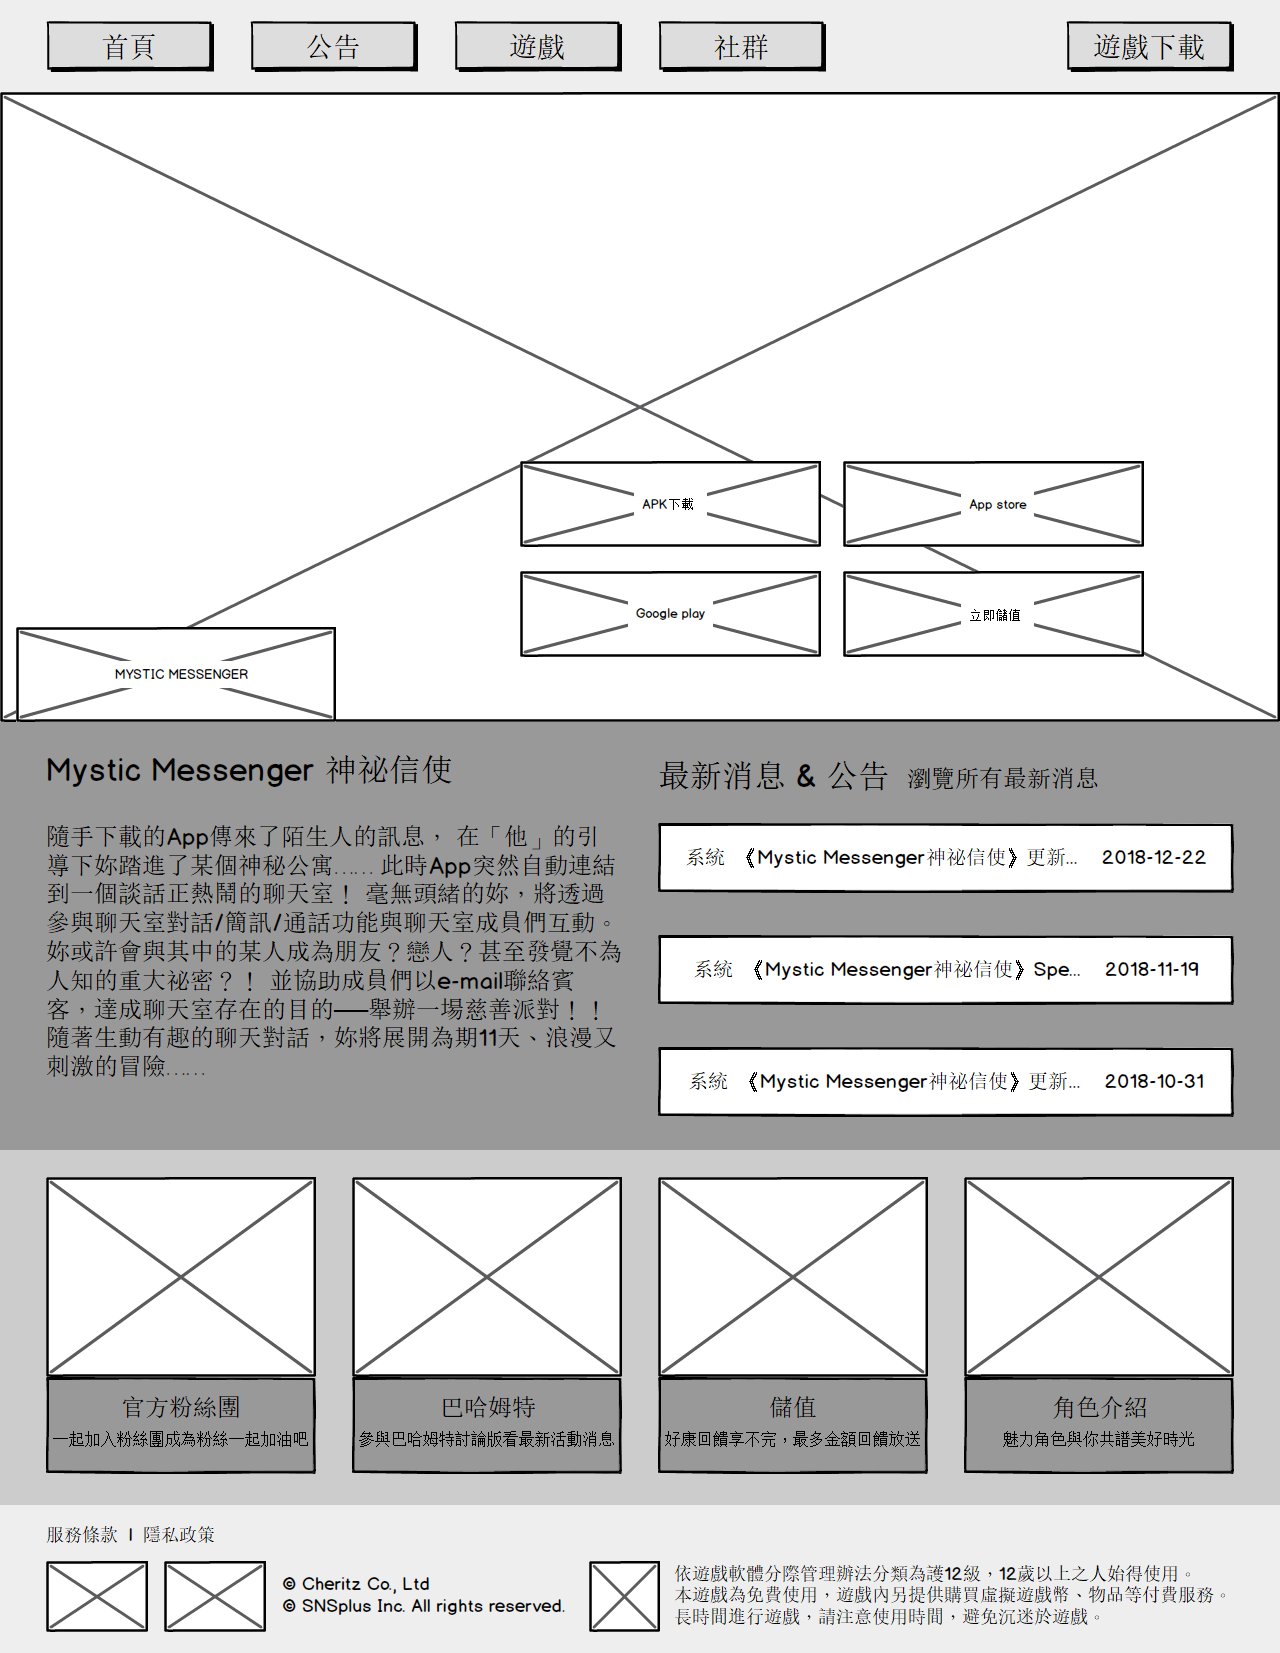 首頁
公告
遊戲
社群
遊戲下載
APK下載
App store
Google play
立即儲值
MYSTIC MESSENGER
Mystic Messenger 神祕信使
隨手下載的App傳來了陌生人的訊息， 在「他」的引
導下妳踏進了某個神秘公寓…… 此時App突然自動連結
到一個談話正熱鬧的聊天室！ 毫無頭緒的妳，將透過
參與聊天室對話/簡訊/通話功能與聊天室成員們互動。
妳或許會與其中的某人成為朋友？戀人？甚至發覺不為
人知的重大祕密？！ 並協助成員們以e-mail聯絡賓
客，達成聊天室存在的目的──舉辦一場慈善派對！！
隨著生動有趣的聊天對話，妳將展開為期11天、浪漫又
刺激的冒險……
最新消息 & 公告 瀏覽所有最新消息
系統 《Mystic Messenger神祕信使》更新... 2018-12-22
系統 《Mystic Messenger神祕信使》Spe... 2018-11-19
系統 《Mystic Messenger神祕信使》更新... 2018-10-31
官方粉絲團
一起加入粉絲團成為粉絲一起加油吧
巴哈姆特
參與巴哈姆特討論版看最新活動消息
儲值
好康回饋享不完，最多金額回饋放送
角色介紹
魅力角色與你共譜美好時光
服務條款 | 隱私政策
© Cheritz Co., Ltd
© SNSplus Inc. All rights reserved.
依遊戲軟體分際管理辦法分類為護12級，12歲以上之人始得使用。
本遊戲為免費使用，遊戲內另提供購買虛擬遊戲幣、物品等付費服務。
長時間進行遊戲，請注意使用時間，避免沉迷於遊戲。